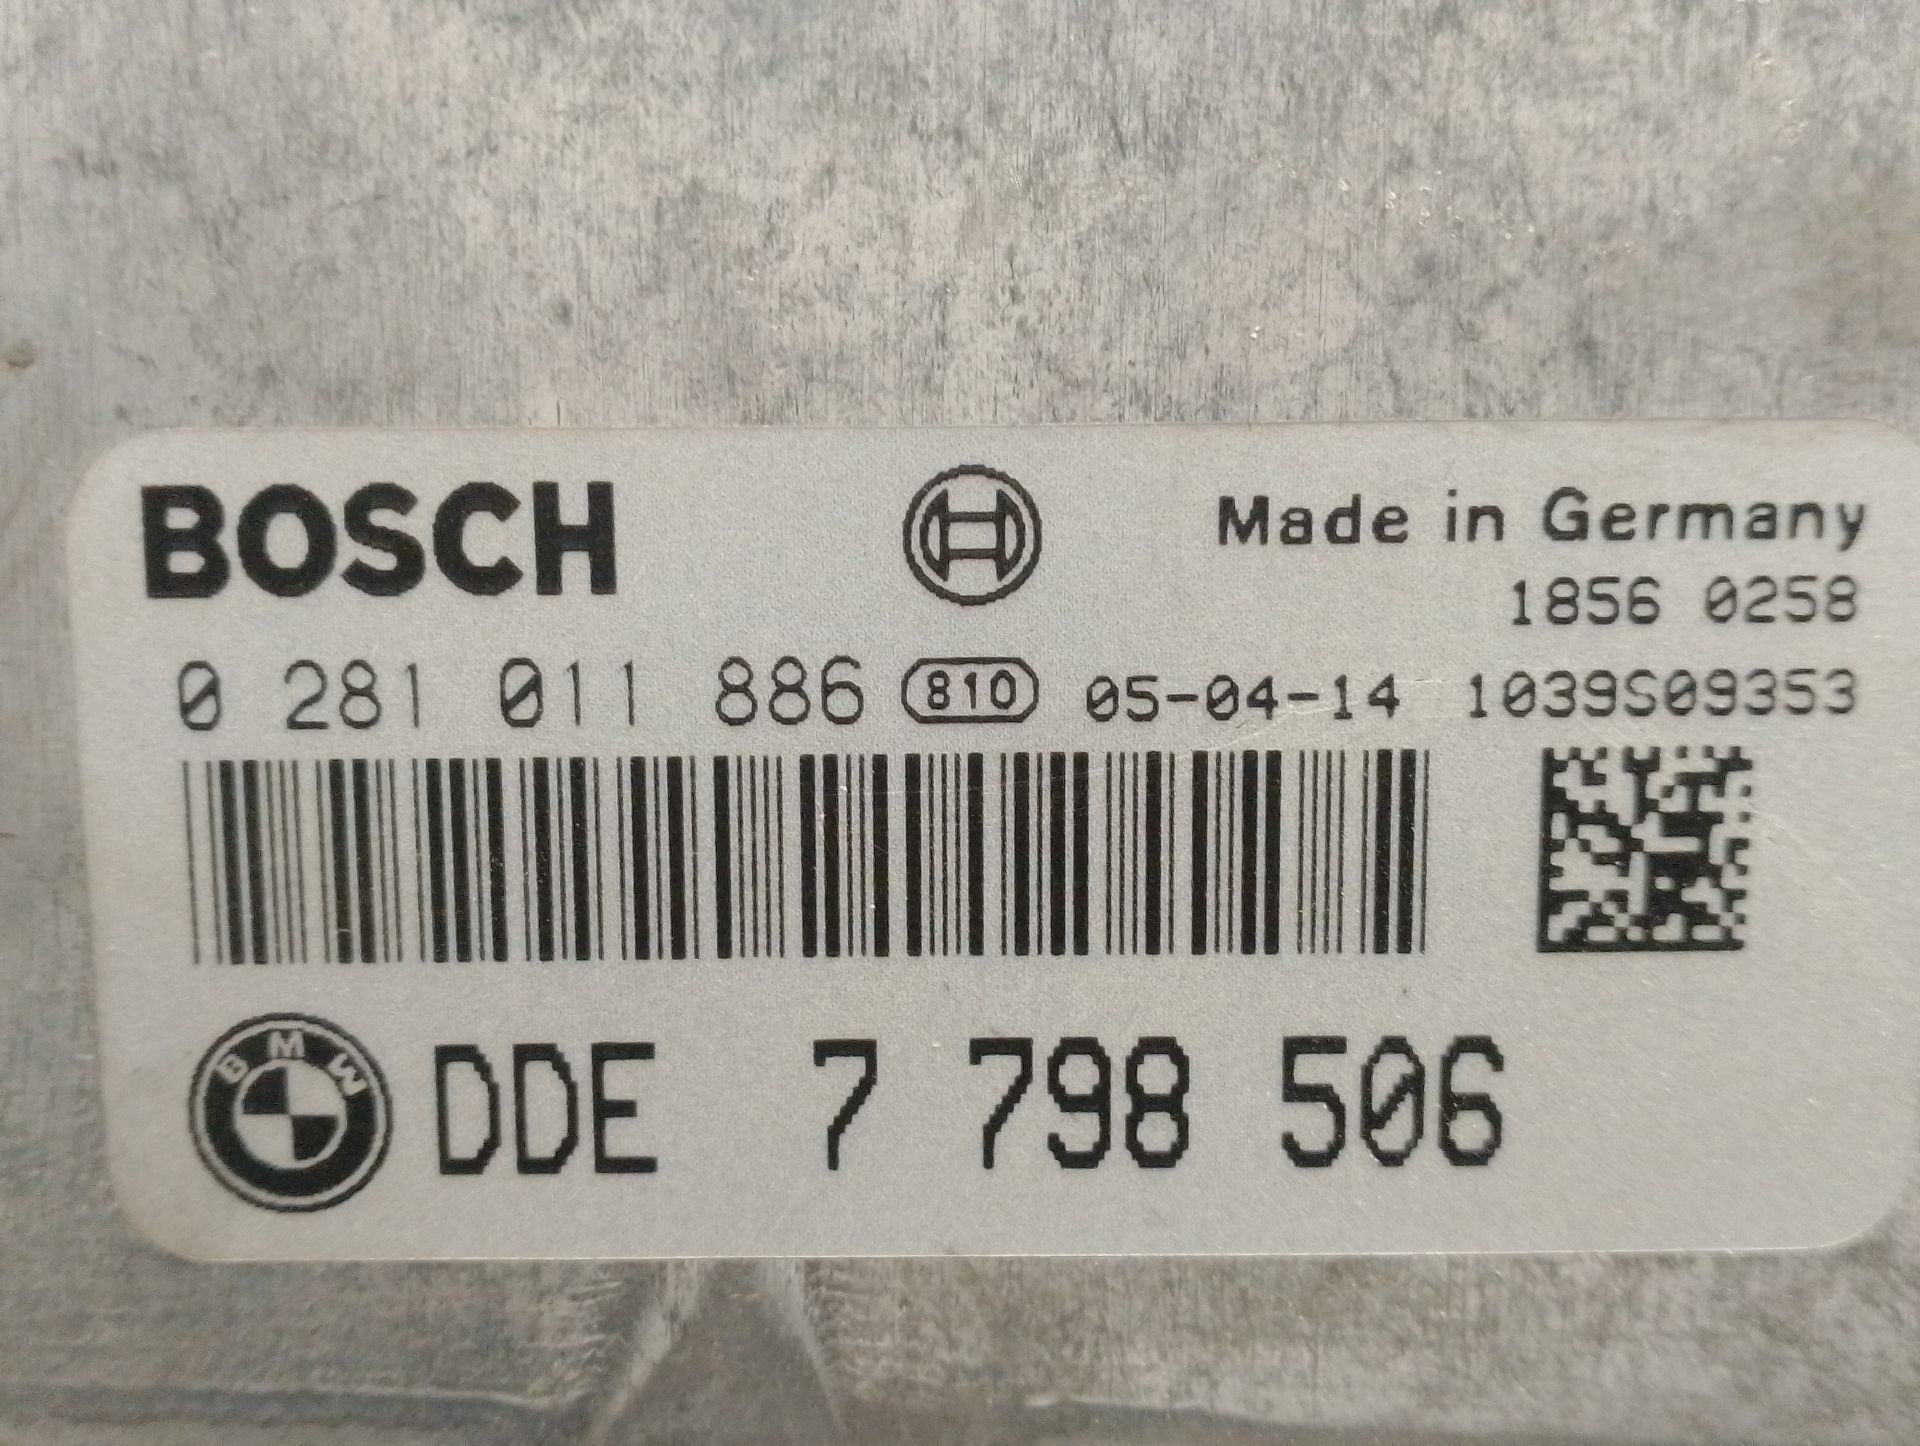 BOSCH
Made in Germany
1856 0258
0 281 011 886 810 05-04-14 1039S09353
BMW DDE 7 798 506